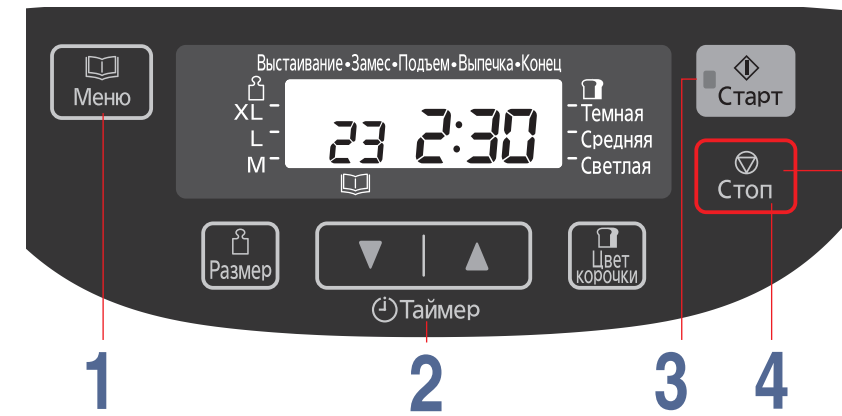 Меню
Выстаивание•Замес•Подъем•Выпечка•Конец
XL
L
M
23 2:30
Темная
Средняя
Светлая
Старт
Стоп
Размер
Таймер
Цвет
корочки
1
2
3
4